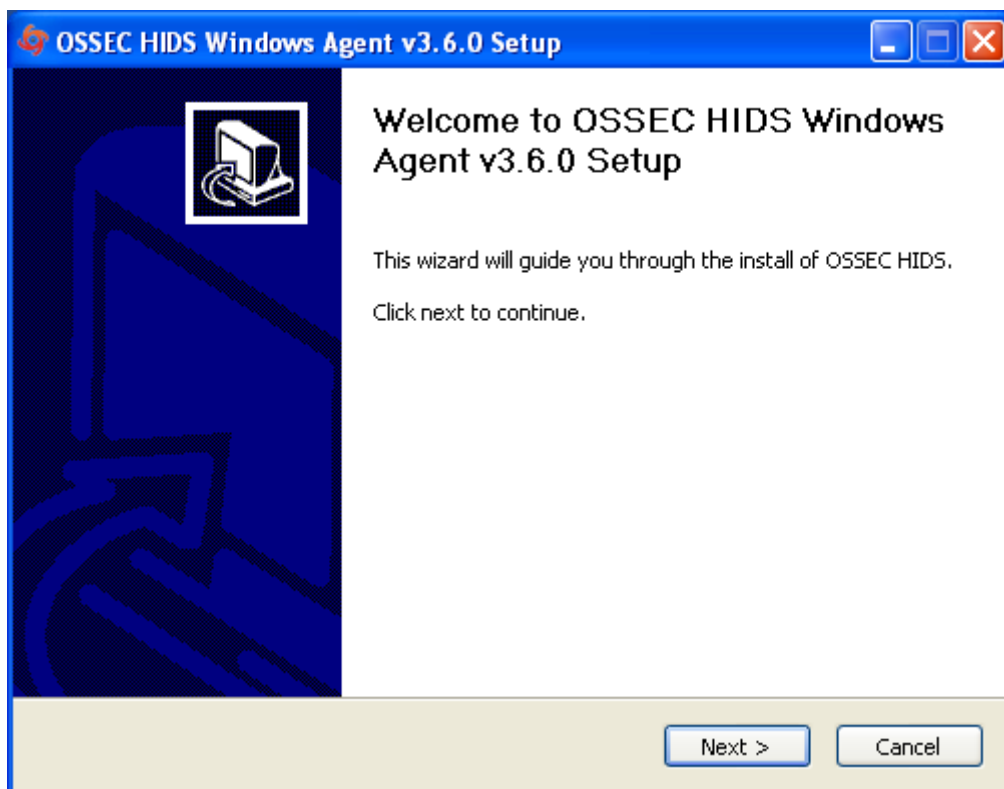 OSSEC HIDS Windows Agent v3.6.0 Setup
Welcome to OSSEC HIDS Windows
Agent v3.6.0 Setup
This wizard will guide you through the install of OSSEC HIDS.
Click next to continue.
Next >
Cancel